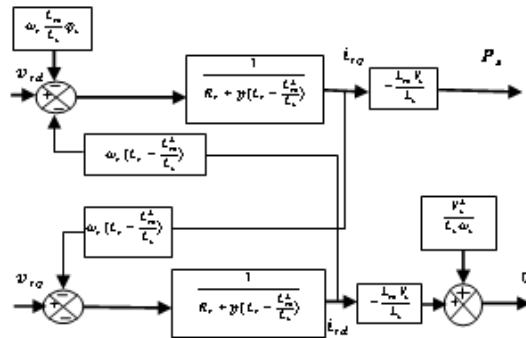 ω_r L_m/L_s φ_s
v_rd
1
R_r + y(L_r − L_m²/L_s)
i_rq
− L_m V_s/L_s
P_s
ω_r (L_r − L_m²/L_s)
ω_r (L_r − L_m²/L_s)
V_s²/L_s ω_s
v_rq
1
R_r + y(L_r − L_m²/L_s)
i_rd
− L_m V_s/L_s